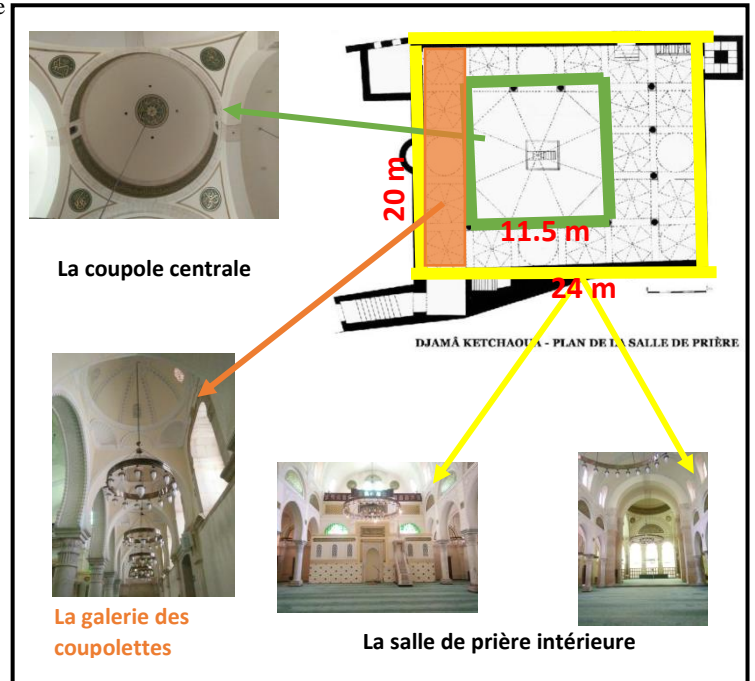 e
20 m
11.5 m
24 m
DJAMÂ KETCHAOUA - PLAN DE LA SALLE DE PRIÈRE
La coupole centrale
La galerie des
coupolettes
La salle de prière intérieure